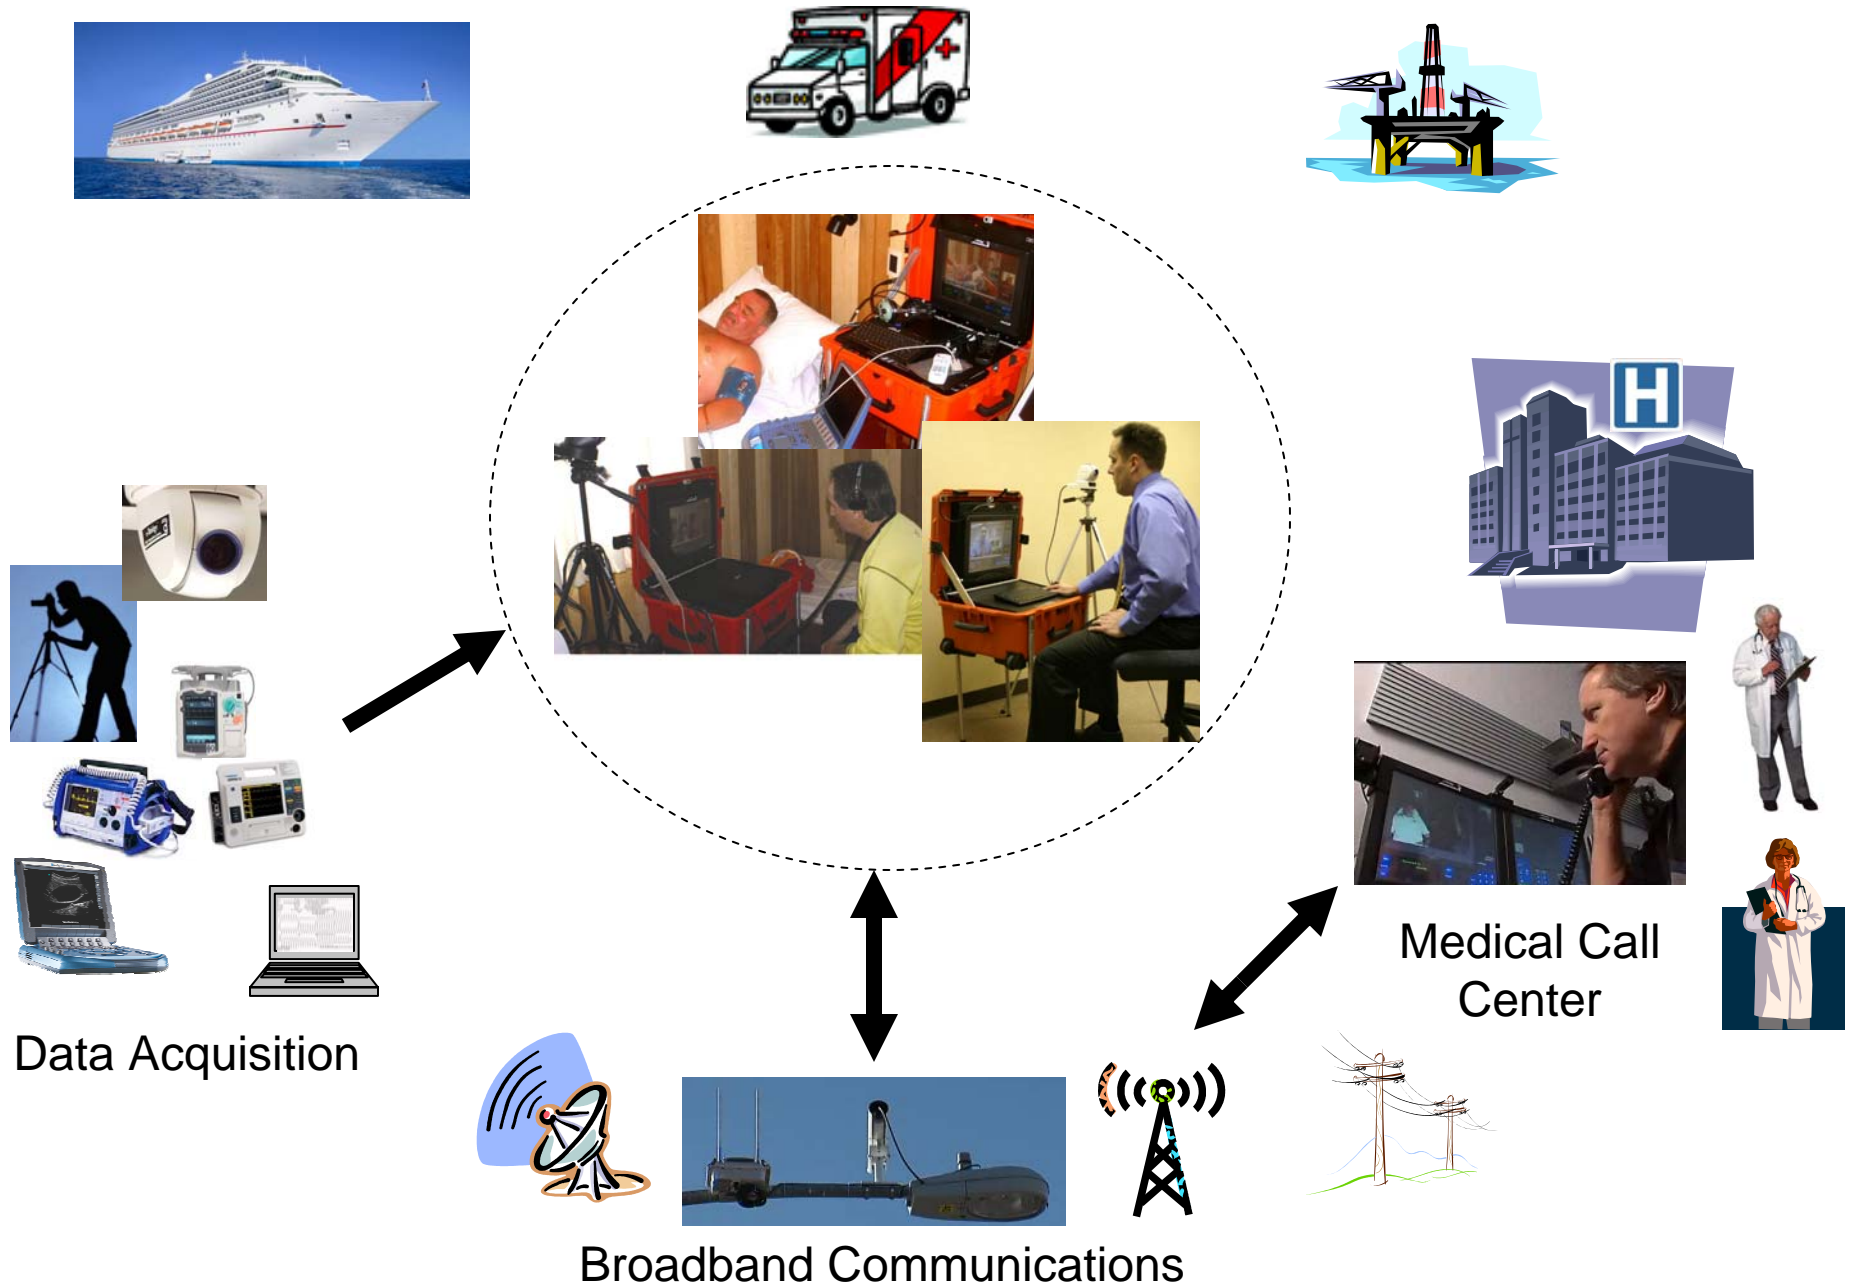 H
Medical Call
Center
Data Acquisition
Broadband Communications